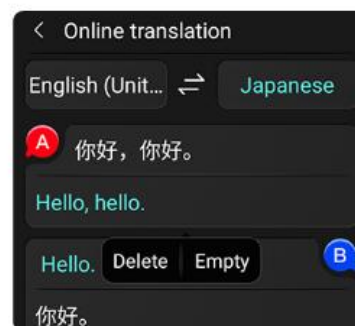 < Online translation
English (Unit... ⇌ Japanese
A 你好，你好。
Hello, hello.
Hello. Delete Empty B
你好。